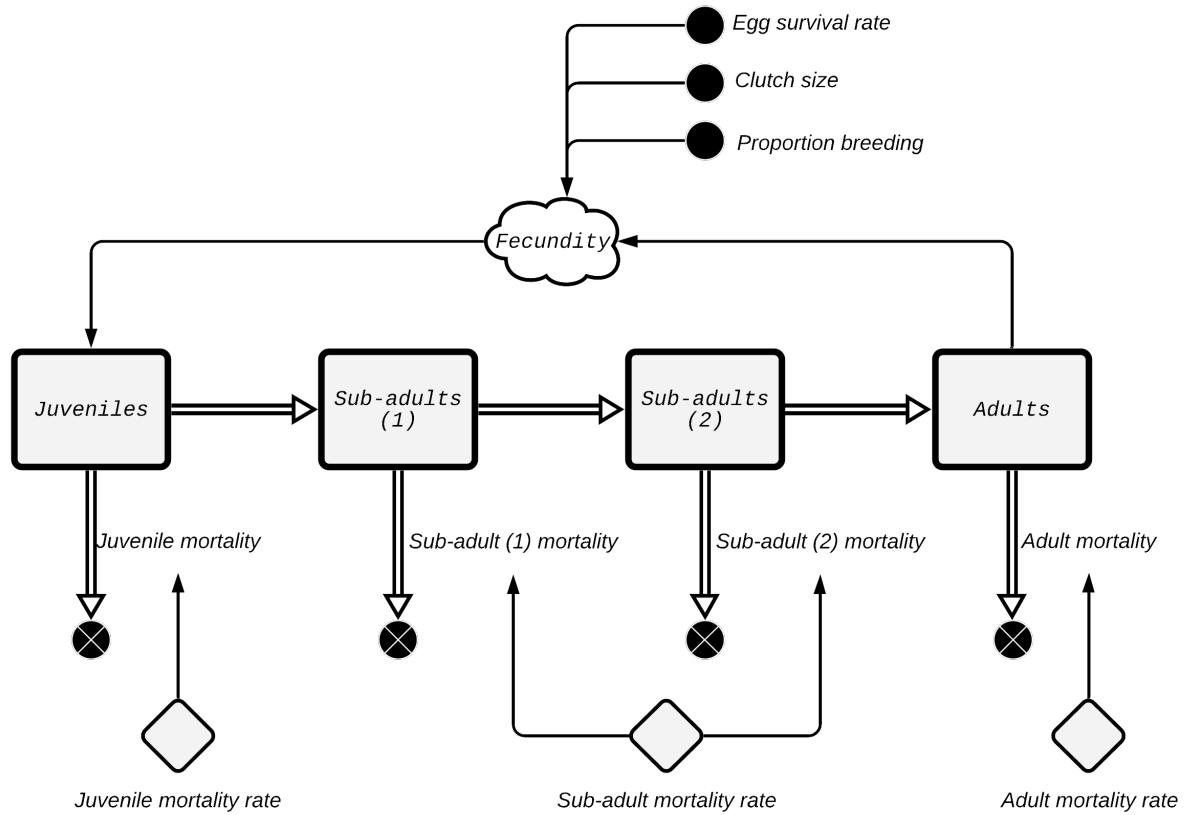 Egg survival rate
Clutch size
Proportion breeding
Fecundity
Juveniles
Sub-adults
(1)
Sub-adults
(2)
Adults
Juvenile mortality
Sub-adult (1) mortality
Sub-adult (2) mortality
Adult mortality
Juvenile mortality rate
Sub-adult mortality rate
Adult mortality rate